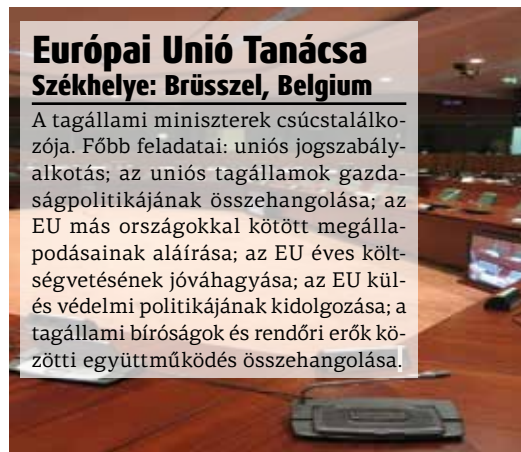 Európai Unió Tanácsa
Székhelye: Brüsszel, Belgium
A tagállami miniszterek csúcstalálko-
zója. Főbb feladatai: uniós jogszabály-
alkotás; az uniós tagállamok gazda-
ságpolitikájának összehangolása; az
EU más országokkal kötött megálla-
podásainak aláírása; az EU éves költ-
ségvetésének jóváhagyása; az EU kül-
és védelmi politikájának kidolgozása; a
tagállami bíróságok és rendőri erők kö-
zötti együttműködés összehangolása.